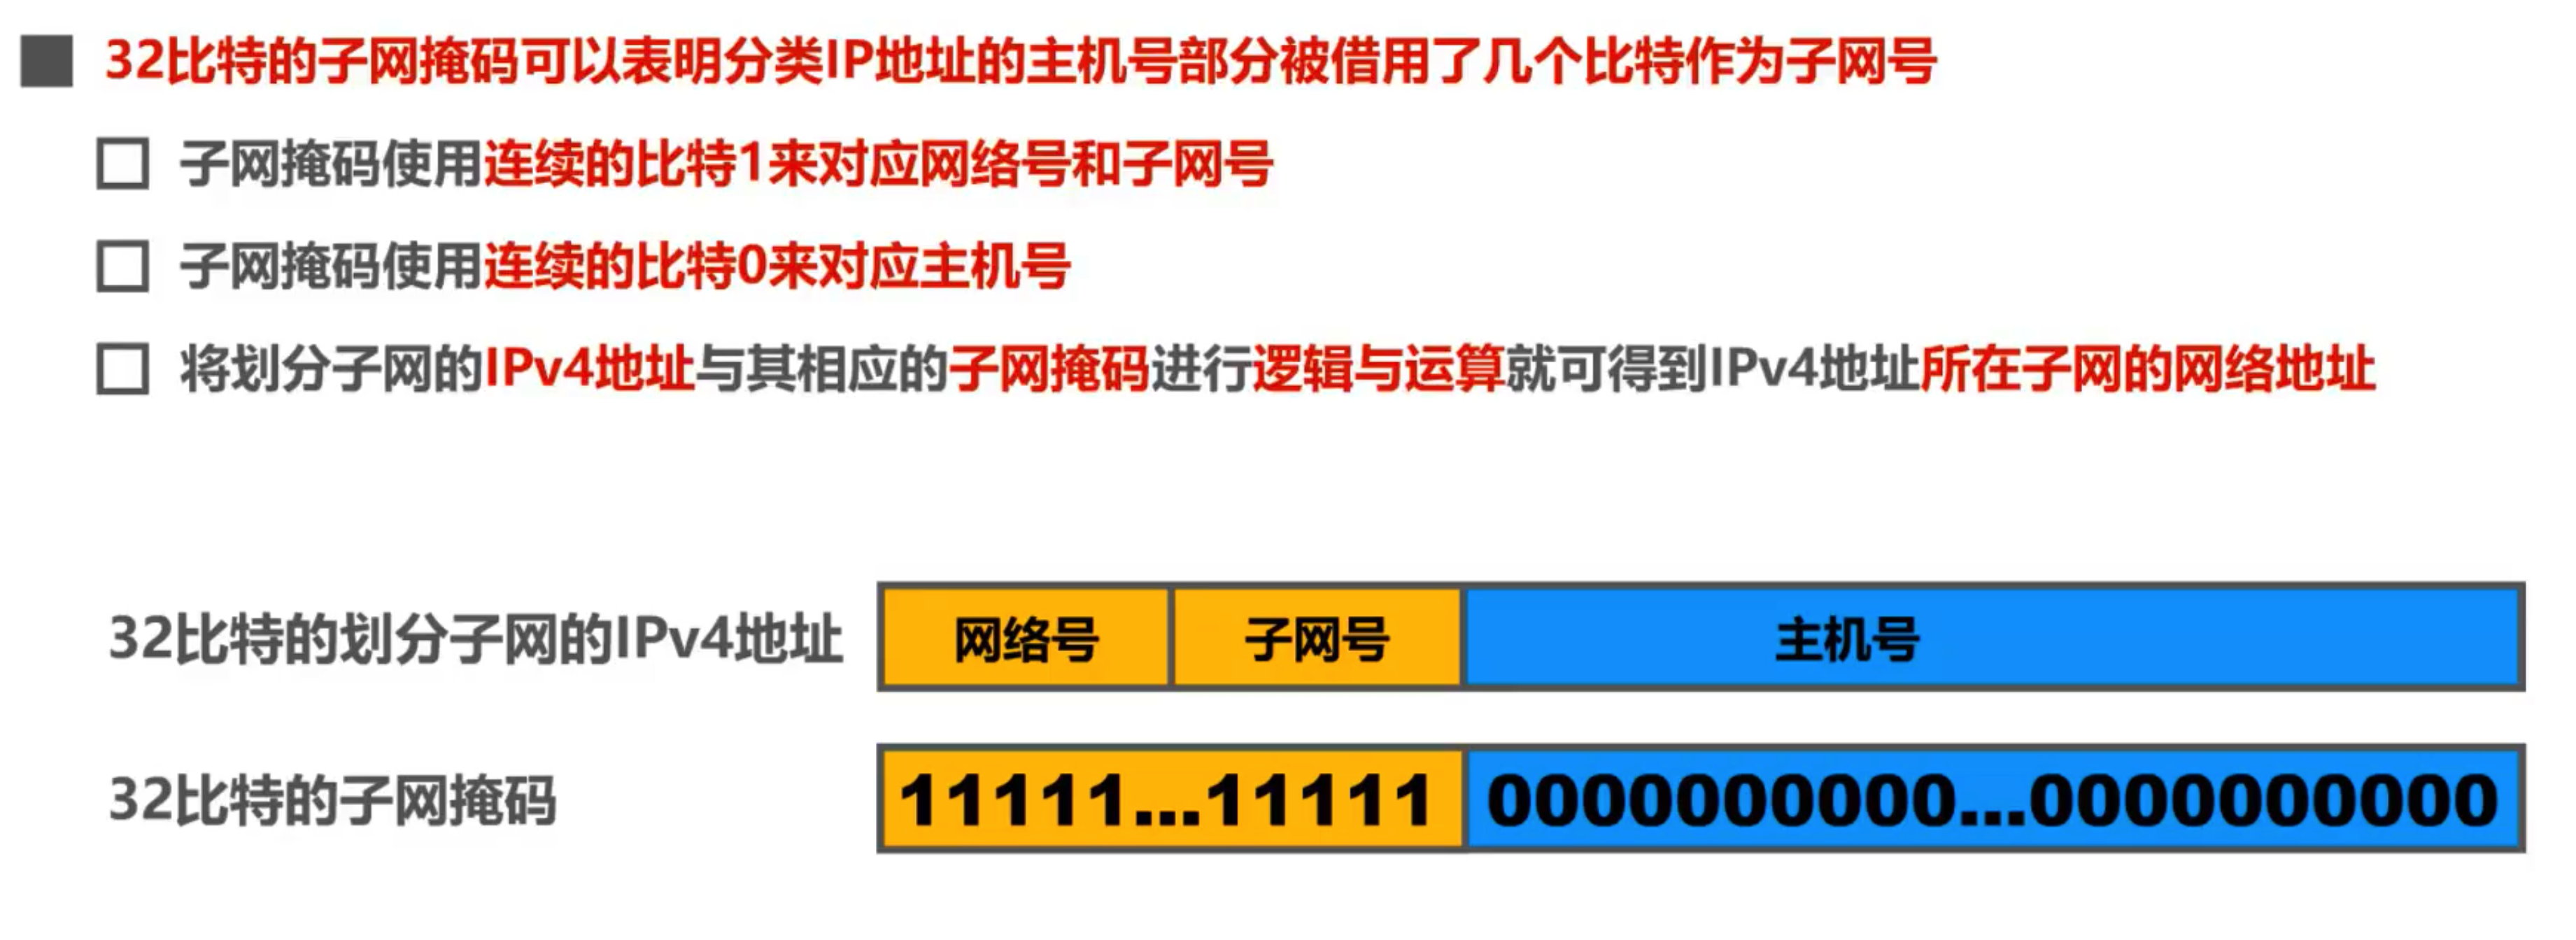 32比特的子网掩码可以表明分类IP地址的主机号部分被借用了几个比特作为子网号
子网掩码使用连续的比特1来对应网络号和子网号
子网掩码使用连续的比特0来对应主机号
将划分子网的IPv4地址与其相应的子网掩码进行逻辑与运算就可得到IPv4地址所在子网的网络地址
32比特的划分子网的IPv4地址 网络号 子网号 主机号
32比特的子网掩码 11111...11111 0000000000...0000000000